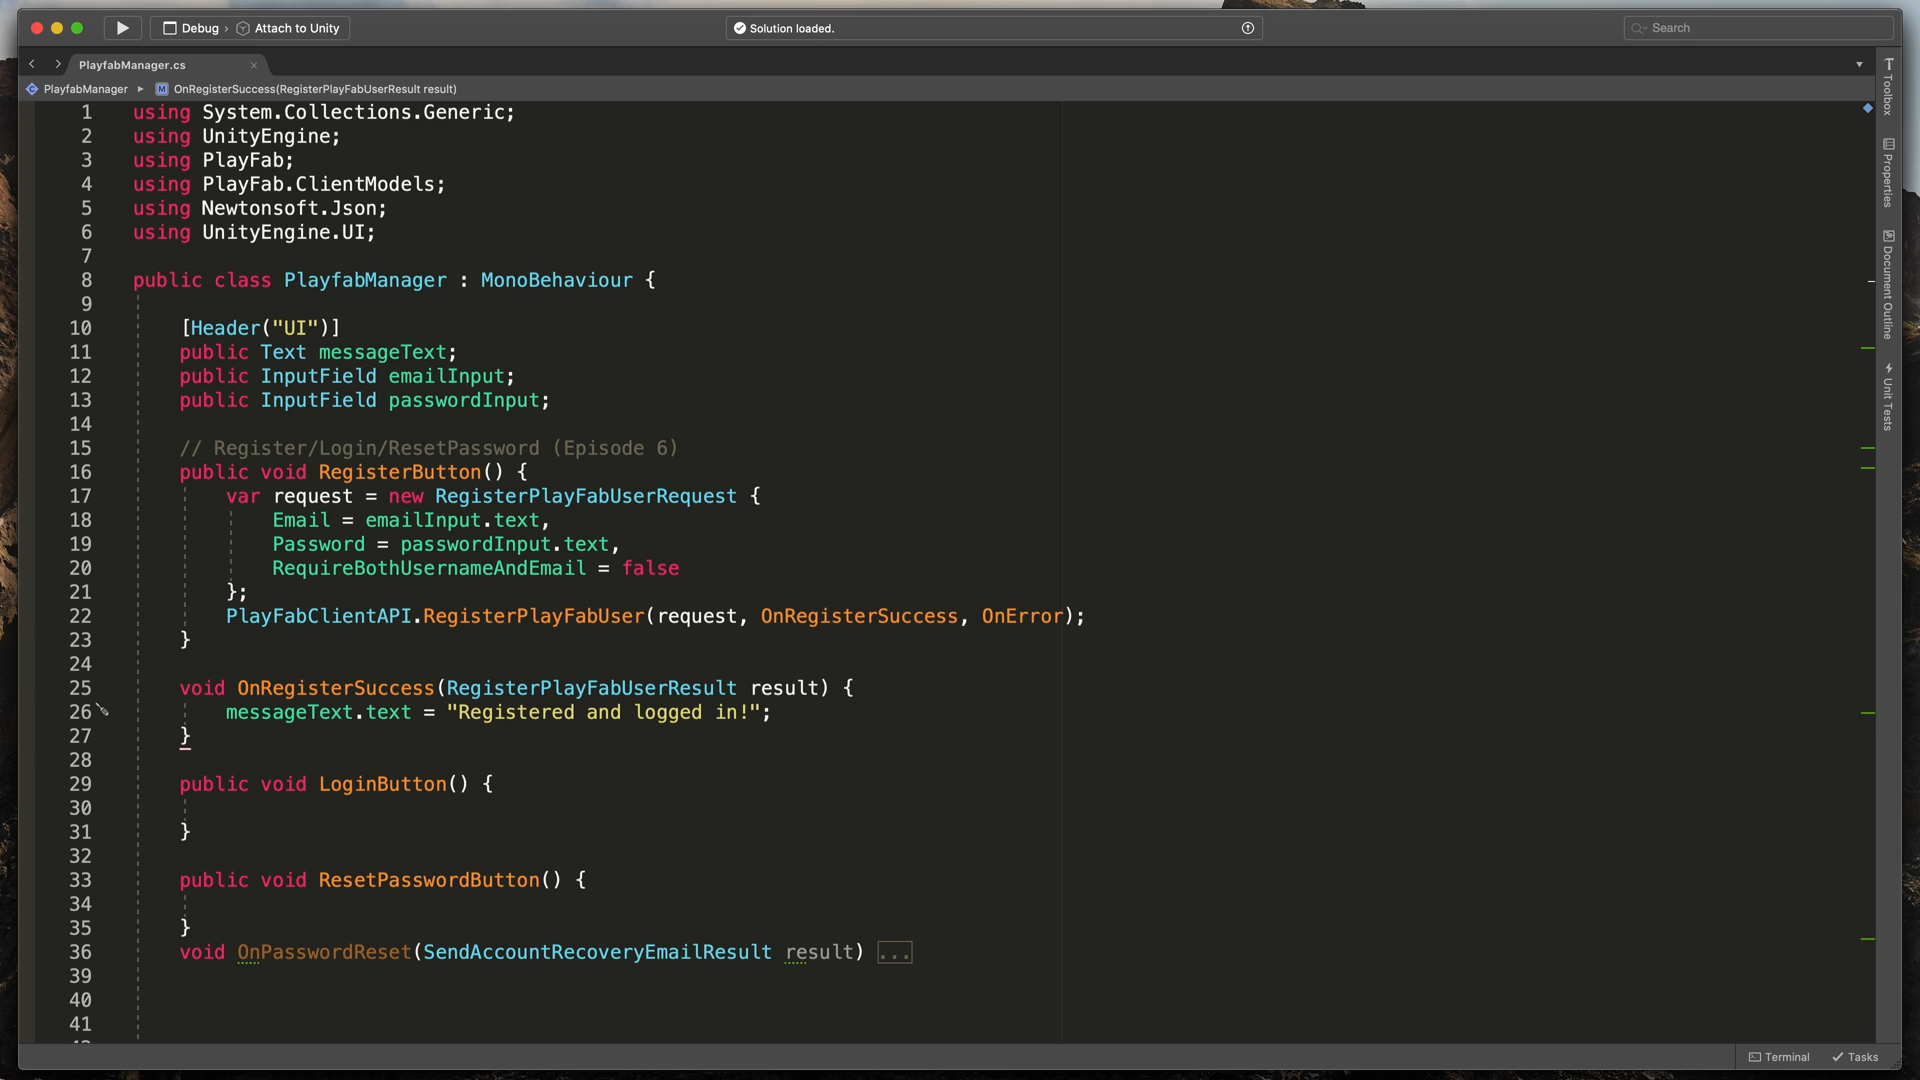 Debug › Attach to Unity
Solution loaded.
Search
PlayfabManager.cs
PlayfabManager
OnRegisterSuccess(RegisterPlayFabUserResult result)
1 using System.Collections.Generic;
2 using UnityEngine;
3 using PlayFab;
4 using PlayFab.ClientModels;
5 using Newtonsoft.Json;
6 using UnityEngine.UI;
7
8 public class PlayfabManager : MonoBehaviour {
9
10 [Header("UI")]
11 public Text messageText;
12 public InputField emailInput;
13 public InputField passwordInput;
14
15 // Register/Login/ResetPassword (Episode 6)
16 public void RegisterButton() {
17 var request = new RegisterPlayFabUserRequest {
18 Email = emailInput.text,
19 Password = passwordInput.text,
20 RequireBothUsernameAndEmail = false
21 };
22 PlayFabClientAPI.RegisterPlayFabUser(request, OnRegisterSuccess, OnError);
23 }
24
25 void OnRegisterSuccess(RegisterPlayFabUserResult result) {
26 messageText.text = "Registered and logged in!";
27 }
28
29 public void LoginButton() {
30
31 }
32
33 public void ResetPasswordButton() {
34
35 }
36 void OnPasswordReset(SendAccountRecoveryEmailResult result) ...
39
40
41
Toolbox
Properties
Document Outline
Unit Tests
Terminal
Tasks